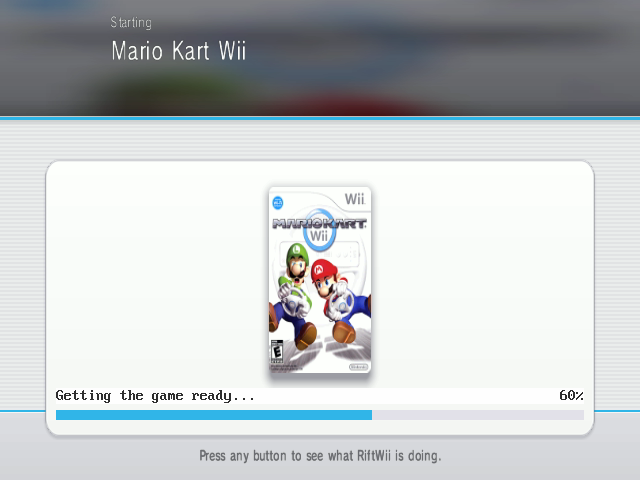 Starting
Mario Kart Wii
Wii
MARIOKART
Wii
E
Nintendo
Getting the game ready... 60%
Press any button to see what RiftWii is doing.